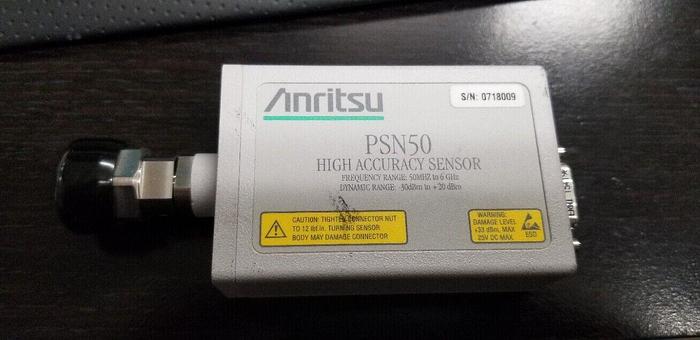 Anritsu
S/N: 0718009
PSN50
HIGH ACCURACY SENSOR
FREQUENCY RANGE: 50MHZ to 6 GHz
DYNAMIC RANGE: -30dBm to +20 dBm
CAUTION: TIGHTEN CONNECTOR NUT
TO 12 lbf.in. TURNING SENSOR
BODY MAY DAMAGE CONNECTOR
WARNING:
DAMAGE LEVEL
+33 dBm, MAX
25V DC MAX
ESD